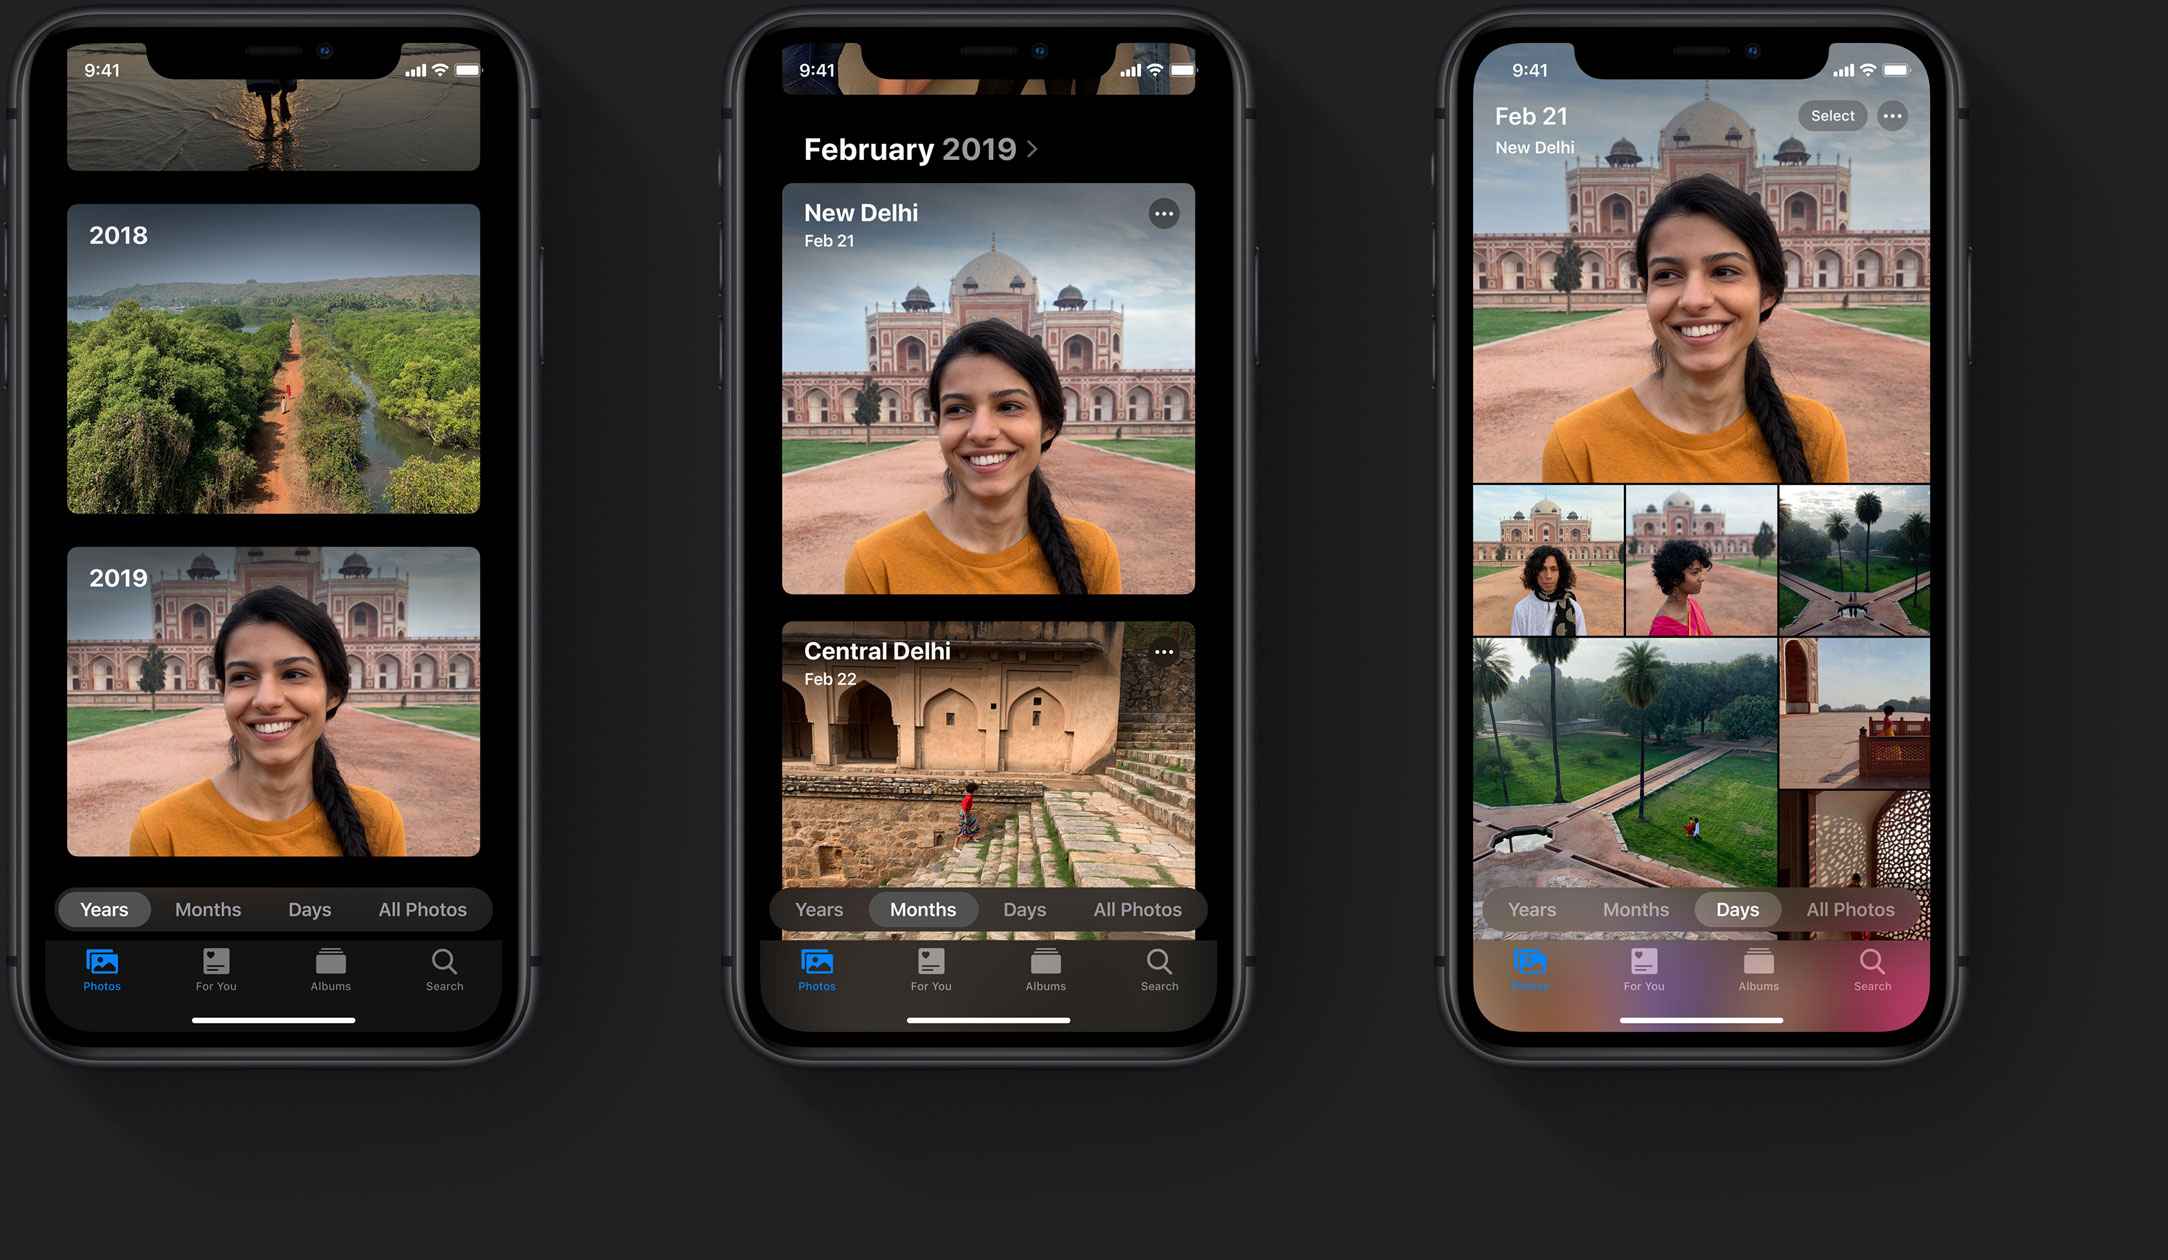 9:41
2018
2019
Years Months Days All Photos
Photos For You Albums Search
9:41
February 2019
New Delhi
Feb 21
Central Delhi
Feb 22
Years Months Days All Photos
Photos For You Albums Search
9:41
Feb 21 Select
New Delhi
Years Months Days All Photos
Photos For You Albums Search